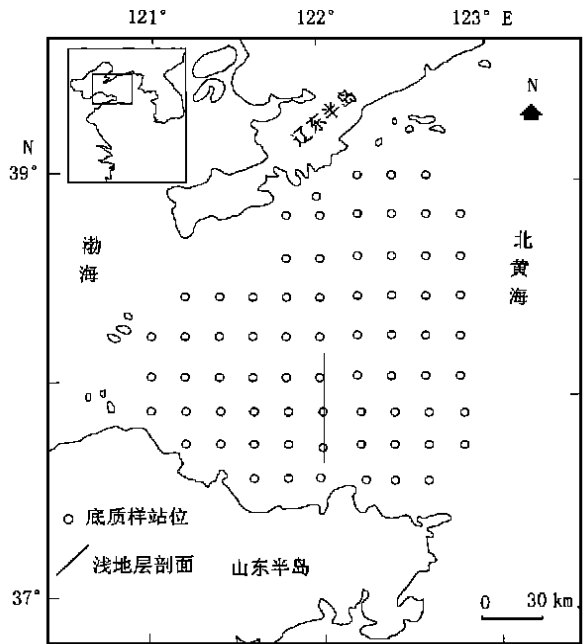 121°
122°
123° E
N
39°
辽东半岛
N
渤海
北黄海
底质样站位
浅地层剖面
山东半岛
37°
0 30 km